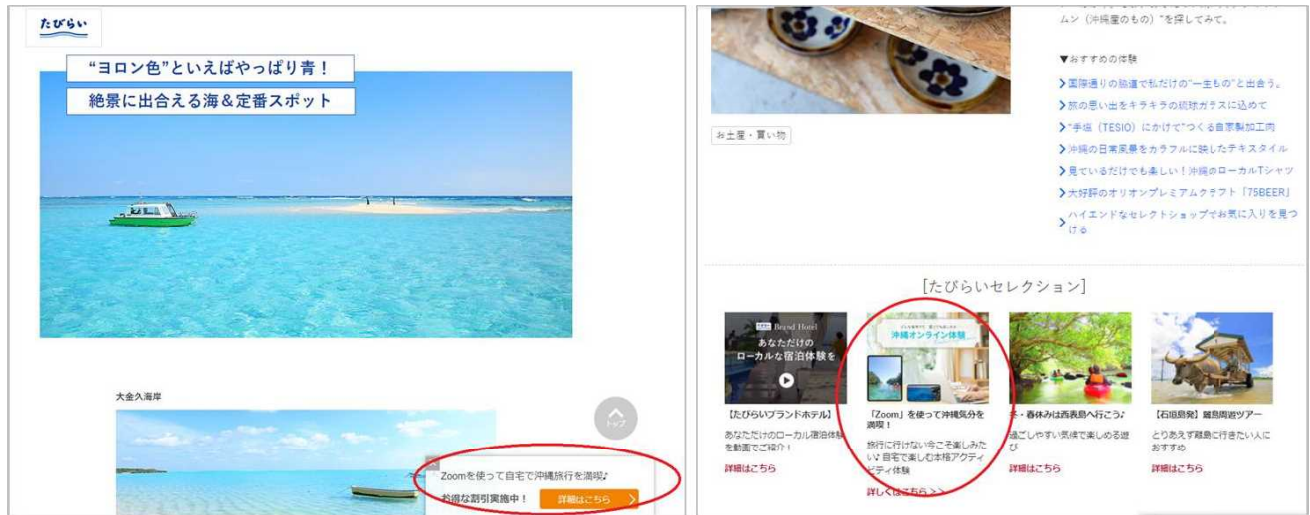 たびらい
“ヨロン色”といえばやっぱり青！
絶景に出合える海＆定番スポット
大金久海岸
トップ
Zoomを使って自宅で沖縄旅行を満喫♪
お得な割引実施中！
詳細はこちら
ムン（沖縄産のもの）”を探してみて。
▼おすすめの体験
国際通りの脇道で私だけの“一生もの”と出会う。
旅の思い出をキラキラの琉球ガラスに込めて
“手塩（TESIO）にかけて”つくる自家製加工肉
沖縄の日常風景をカラフルに映したテキスタイル
見ているだけでも楽しい！沖縄のローカルTシャツ
大好評のオリオンプレミアムクラフト「75BEER」
ハイエンドなセレクトショップでお気に入りを見つ
ける
お土産・買い物
[たびらいセレクション]
Brand Hotel
あなただけの
ローカルな宿泊体験を
【たびらいブランドホテル】
あなただけのローカル宿泊体験
を動画でご紹介！
詳細はこちら
沖縄オンライン体験
「Zoom」を使って沖縄気分を
満喫！
旅行に行けない今こそ楽しみた
い♪自宅で楽しむ本格アクティ
ビティ体験
詳しくはこちら＞＞
冬・春休みは西表島へ行こう♪
過ごしやすい気候で楽しめる遊
び
詳細はこちら
【石垣島発】離島周遊ツアー
とりあえず離島に行きたい人に
おすすめ
詳細はこちら